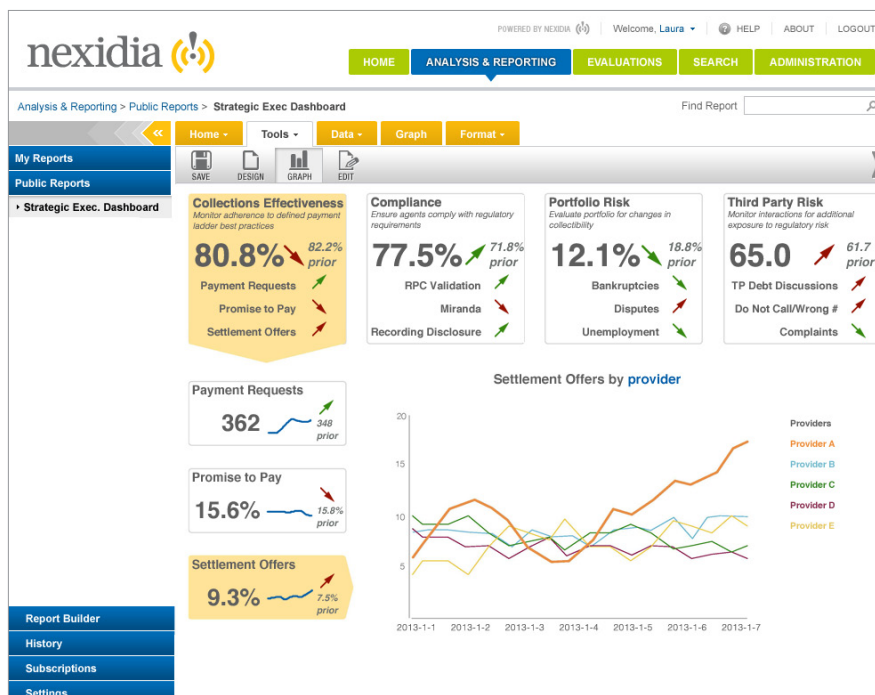 POWERED BY NEXIDIA
Welcome, Laura
HELP
ABOUT
LOGOUT
nexidia
HOME
ANALYSIS & REPORTING
EVALUATIONS
SEARCH
ADMINISTRATION
Analysis & Reporting > Public Reports > Strategic Exec Dashboard
Find Report
«
Home
Tools
Data
Graph
Format
My Reports
Public Reports
Strategic Exec. Dashboard
SAVE
DESIGN
GRAPH
EDIT
Collections Effectiveness
Monitor adherence to defined payment
ladder best practices
80.8%
82.2%
prior
Payment Requests
Promise to Pay
Settlement Offers
Compliance
Ensure agents comply with regulatory
requirements
77.5%
71.8%
prior
RPC Validation
Miranda
Recording Disclosure
Portfolio Risk
Evaluate portfolio for changes in
collectibility
12.1%
18.8%
prior
Bankruptcies
Disputes
Unemployment
Third Party Risk
Monitor interactions for additional
exposure to regulatory risk
65.0
61.7
prior
TP Debt Discussions
Do Not Call/Wrong #
Complaints
Payment Requests
362
348
prior
Promise to Pay
15.6%
15.8%
prior
Settlement Offers
9.3%
7.5%
prior
Settlement Offers by provider
20
15
10
5
2013-1-1
2013-1-2
2013-1-3
2013-1-4
2013-1-5
2013-1-6
2013-1-7
Providers
Provider A
Provider B
Provider C
Provider D
Provider E
Report Builder
History
Subscriptions
Settings